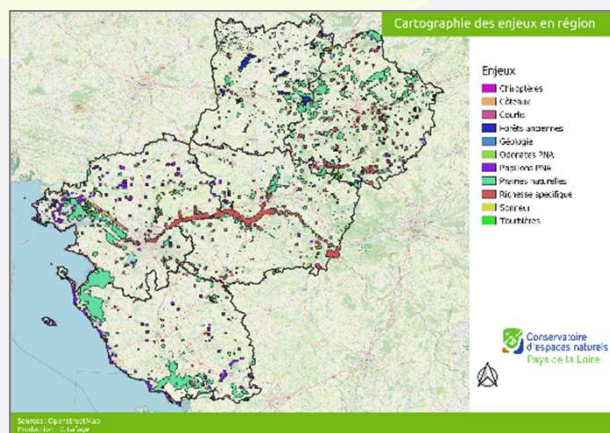 Cartographie des enjeux en région
Enjeux
Chiroptères
Côteaux
Courlis
Forêts anciennes
Géologie
Odonates PNA
Papillons PNA
Prairies naturelles
Richesse spécifique
Sonneur
Tourbières
Conservatoire
d'espaces naturels
Pays de la Loire
Sources : OpenstreetMap
Production :